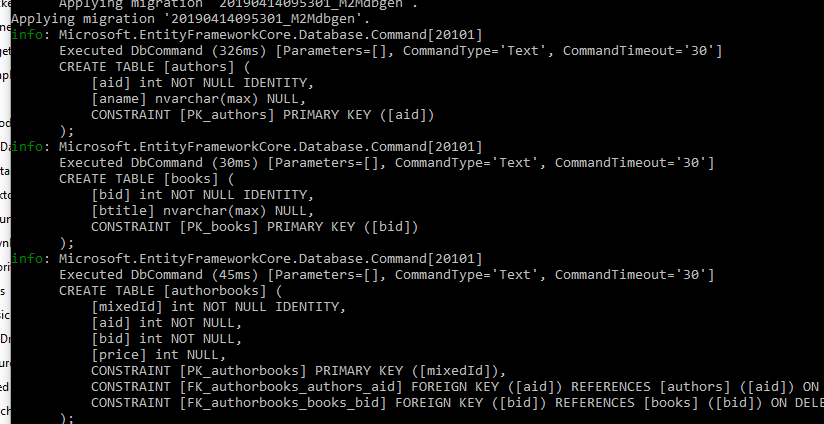 Applying migration '20190414095301_M2Mdbgen'.
Applying migration '20190414095301_M2Mdbgen'.
info: Microsoft.EntityFrameworkCore.Database.Command[20101]
Executed DbCommand (326ms) [Parameters=[], CommandType='Text', CommandTimeout='30']
CREATE TABLE [authors] (
[aid] int NOT NULL IDENTITY,
[aname] nvarchar(max) NULL,
CONSTRAINT [PK_authors] PRIMARY KEY ([aid])
);
info: Microsoft.EntityFrameworkCore.Database.Command[20101]
Executed DbCommand (30ms) [Parameters=[], CommandType='Text', CommandTimeout='30']
CREATE TABLE [books] (
[bid] int NOT NULL IDENTITY,
[btitle] nvarchar(max) NULL,
CONSTRAINT [PK_books] PRIMARY KEY ([bid])
);
info: Microsoft.EntityFrameworkCore.Database.Command[20101]
Executed DbCommand (45ms) [Parameters=[], CommandType='Text', CommandTimeout='30']
CREATE TABLE [authorbooks] (
[mixedId] int NOT NULL IDENTITY,
[aid] int NOT NULL,
[bid] int NOT NULL,
[price] int NULL,
CONSTRAINT [PK_authorbooks] PRIMARY KEY ([mixedId]),
CONSTRAINT [FK_authorbooks_authors_aid] FOREIGN KEY ([aid]) REFERENCES [authors] ([aid]) ON
CONSTRAINT [FK_authorbooks_books_bid] FOREIGN KEY ([bid]) REFERENCES [books] ([bid]) ON DELE
);